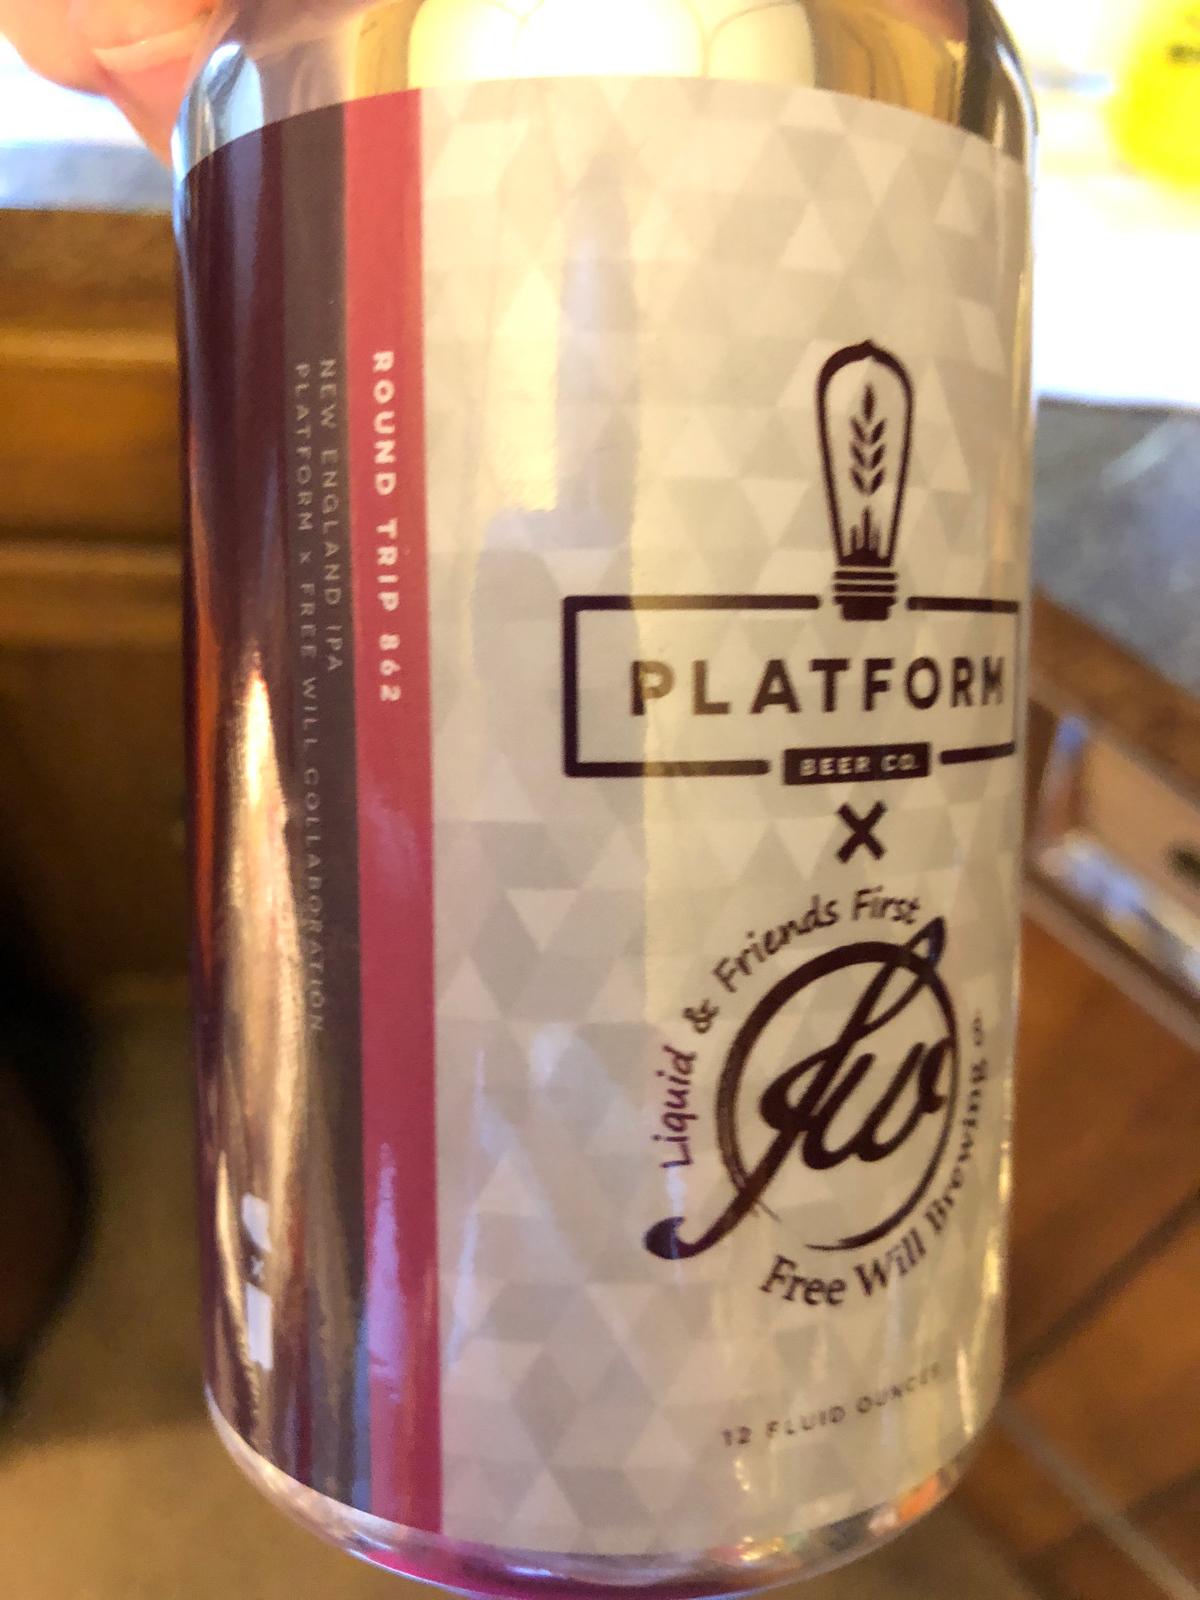 ROUND TRIP 862
NEW ENGLAND IPA
PLATFORM x FREE WILL COLLABORATION
PLATFORM
BEER CO.
X
Liquid & Friends First
fw
Free Will Brewing Co
12 FLUID OUNCES